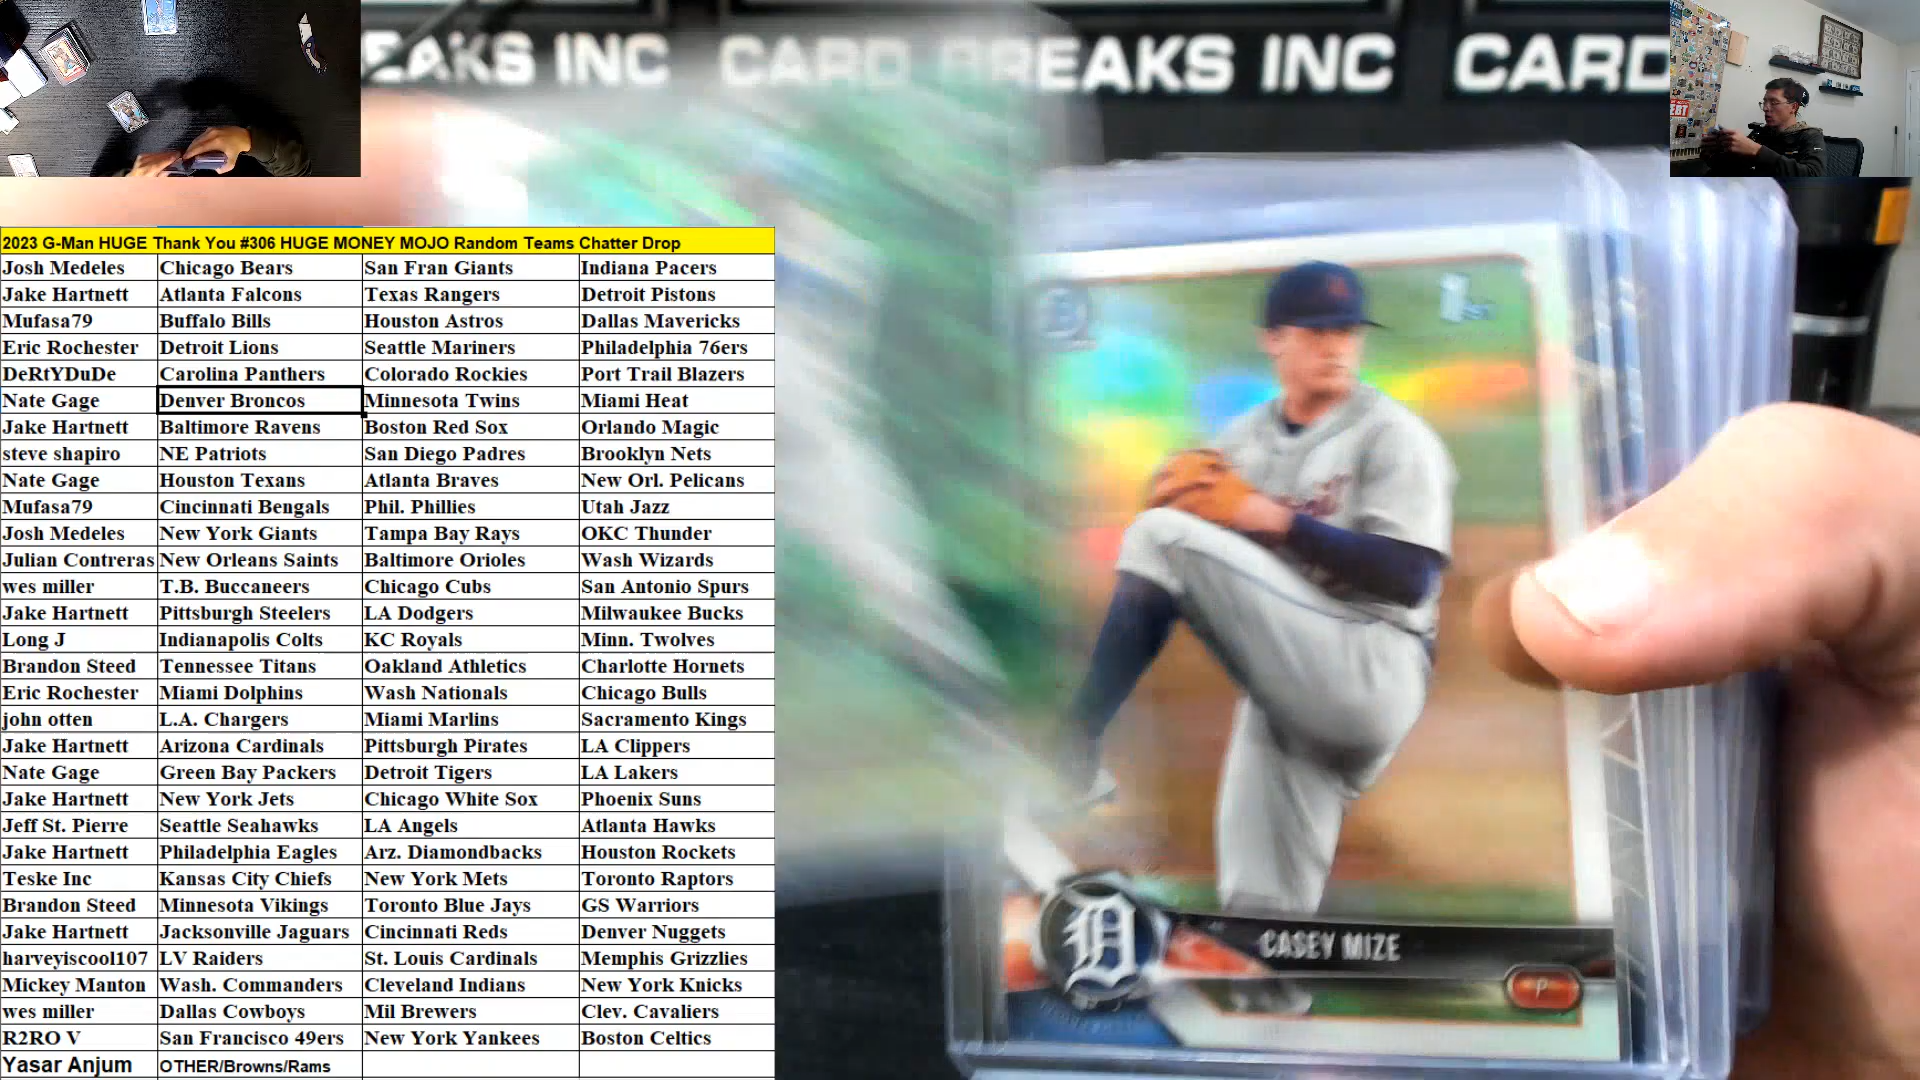 EAKS INC CARD BREAKS INC CARD
2023 G-Man HUGE Thank You #306 HUGE MONEY MOJO Random Teams Chatter Drop
Josh Medeles Chicago Bears San Fran Giants Indiana Pacers
Jake Hartnett Atlanta Falcons Texas Rangers Detroit Pistons
Mufasa79 Buffalo Bills Houston Astros Dallas Mavericks
Eric Rochester Detroit Lions Seattle Mariners Philadelphia 76ers
DeRtYDuDe Carolina Panthers Colorado Rockies Port Trail Blazers
Nate Gage Denver Broncos Minnesota Twins Miami Heat
Jake Hartnett Baltimore Ravens Boston Red Sox Orlando Magic
steve shapiro NE Patriots San Diego Padres Brooklyn Nets
Nate Gage Houston Texans Atlanta Braves New Orl. Pelicans
Mufasa79 Cincinnati Bengals Phil. Phillies Utah Jazz
Josh Medeles New York Giants Tampa Bay Rays OKC Thunder
Julian Contreras New Orleans Saints Baltimore Orioles Wash Wizards
wes miller T.B. Buccaneers Chicago Cubs San Antonio Spurs
Jake Hartnett Pittsburgh Steelers LA Dodgers Milwaukee Bucks
Long J Indianapolis Colts KC Royals Minn. Twolves
Brandon Steed Tennessee Titans Oakland Athletics Charlotte Hornets
Eric Rochester Miami Dolphins Wash Nationals Chicago Bulls
john otten L.A. Chargers Miami Marlins Sacramento Kings
Jake Hartnett Arizona Cardinals Pittsburgh Pirates LA Clippers
Nate Gage Green Bay Packers Detroit Tigers LA Lakers
Jake Hartnett New York Jets Chicago White Sox Phoenix Suns
Jeff St. Pierre Seattle Seahawks LA Angels Atlanta Hawks
Jake Hartnett Philadelphia Eagles Arz. Diamondbacks Houston Rockets
Teske Inc Kansas City Chiefs New York Mets Toronto Raptors
Brandon Steed Minnesota Vikings Toronto Blue Jays GS Warriors
Jake Hartnett Jacksonville Jaguars Cincinnati Reds Denver Nuggets
harveyiscool107 LV Raiders St. Louis Cardinals Memphis Grizzlies
Mickey Manton Wash. Commanders Cleveland Indians New York Knicks
wes miller Dallas Cowboys Mil Brewers Clev. Cavaliers
R2RO V San Francisco 49ers New York Yankees Boston Celtics
Yasar Anjum OTHER/Browns/Rams
1st
D
CASEY MIZE
P